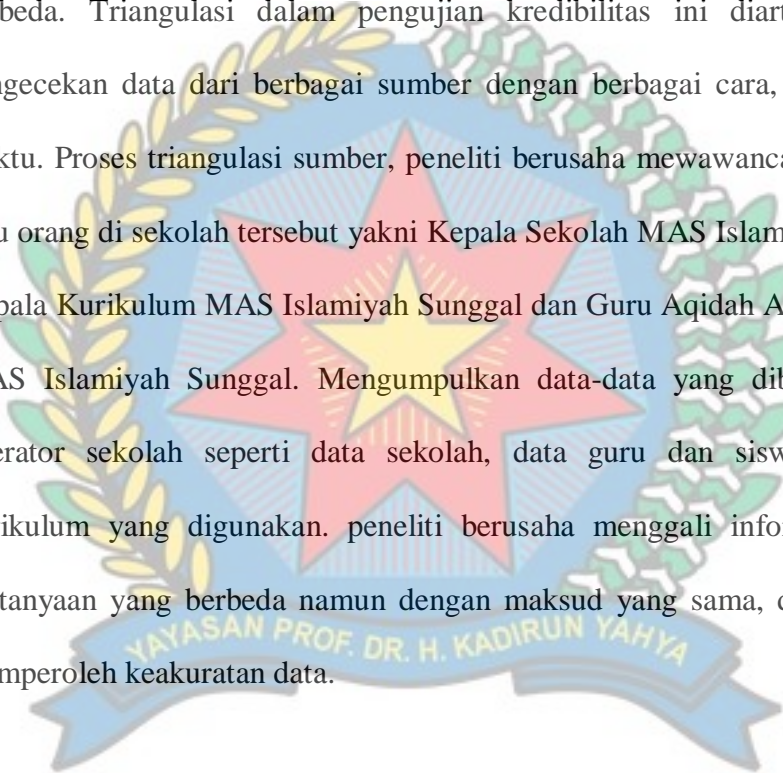 beda. Triangulasi dalam pengujian kredibilitas ini diart
ngecekan data dari berbagai sumber dengan berbagai cara,
ktu. Proses triangulasi sumber, peneliti berusaha mewawanca
u orang di sekolah tersebut yakni Kepala Sekolah MAS Islam
pala Kurikulum MAS Islamiyah Sunggal dan Guru Aqidah A
AS Islamiyah Sunggal. Mengumpulkan data-data yang dib
erator sekolah seperti data sekolah, data guru dan sisw
rikulum yang digunakan. peneliti berusaha menggali info
tanyaan yang berbeda namun dengan maksud yang sama, d
YAYASAN PROF. DR. H. KADIRUN YAHYA
mperoleh keakuratan data.